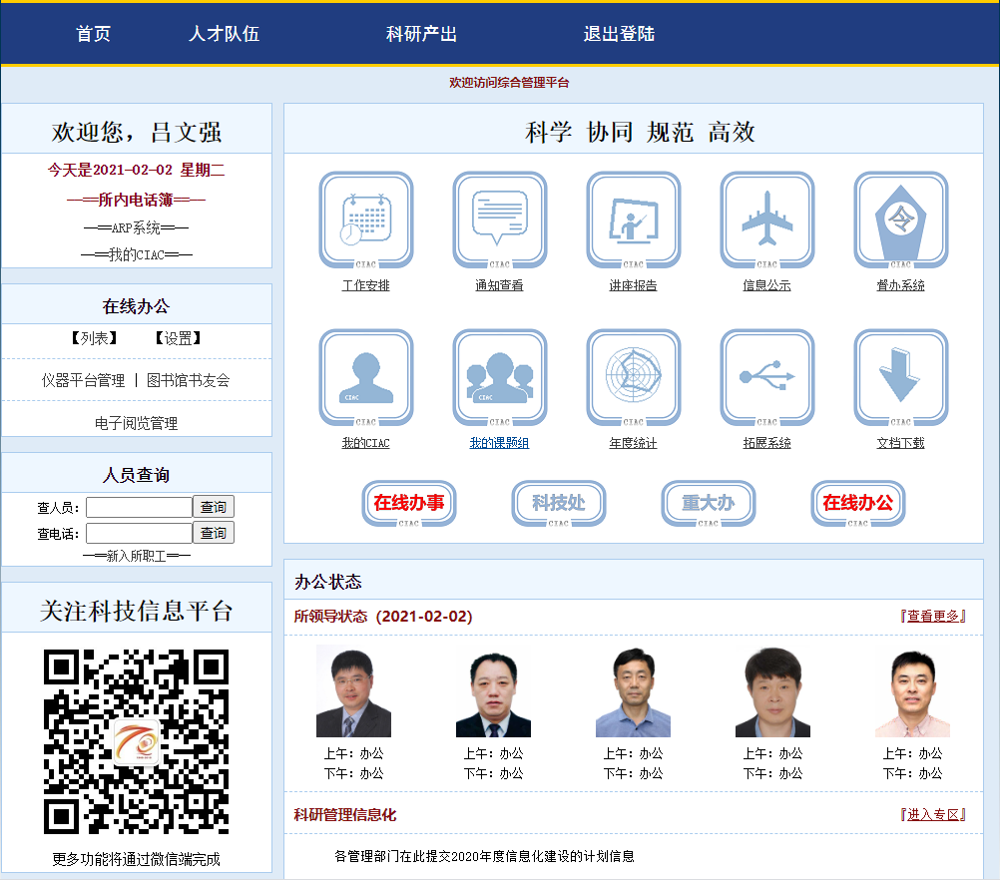 首页 人才队伍 科研产出 退出登陆
欢迎访问综合管理平台
欢迎您，吕文强
今天是2021-02-02 星期二
—==所内电话簿==—
—==ARP系统==—
—==我的CIAC==—
在线办公
【列表】 【设置】
仪器平台管理 | 图书馆书友会
电子阅览管理
人员查询
查人员： 查询
查电话： 查询
—==新入所职工==—
关注科技信息平台
更多功能将通过微信端完成
科学 协同 规范 高效
CIAC CIAC CIAC CIAC 令 CIAC
工作安排 通知查看 讲座报告 信息公示 督办系统
CIAC CIAC CIAC CIAC CIAC CIAC CIAC
我的CIAC 我的课题组 年度统计 拓展系统 文档下载
在线办事 科技处 重大办 在线办公
CIAC CIAC CIAC CIAC
办公状态
所领导状态（2021-02-02） 『查看更多』
上午：办公 上午：办公 上午：办公 上午：办公 上午：办公
下午：办公 下午：办公 下午：办公 下午：办公 下午：办公
科研管理信息化 『进入专区』
各管理部门在此提交2020年度信息化建设的计划信息